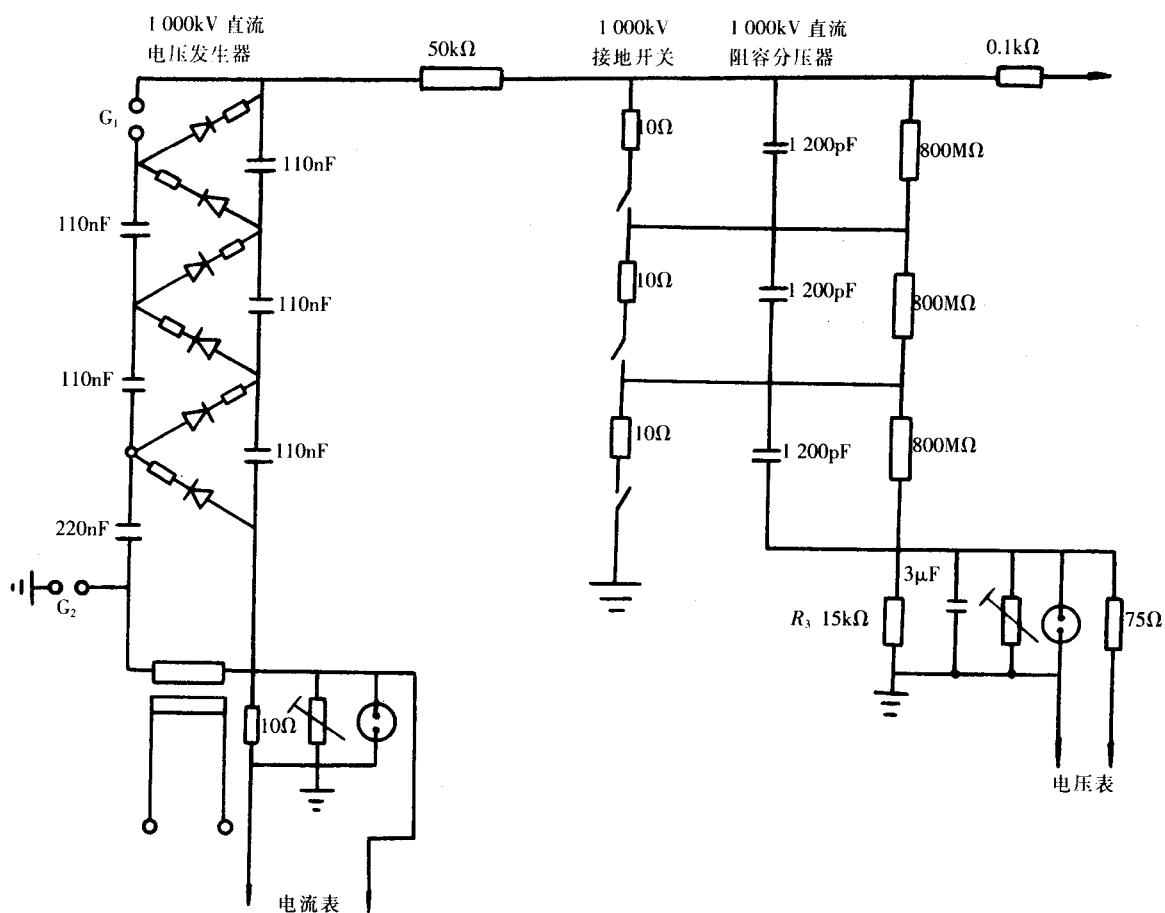 1 000kV 直流
电压发生器
50kΩ
1 000kV
接地开关
1 000kV 直流
阻容分压器
0.1kΩ
G₁
110nF
110nF
110nF
110nF
110nF
220nF
G₂
10Ω
10Ω
10Ω
1 200pF
1 200pF
1 200pF
800MΩ
800MΩ
800MΩ
3μF
R₃ 15kΩ
75Ω
电压表
10Ω
电流表